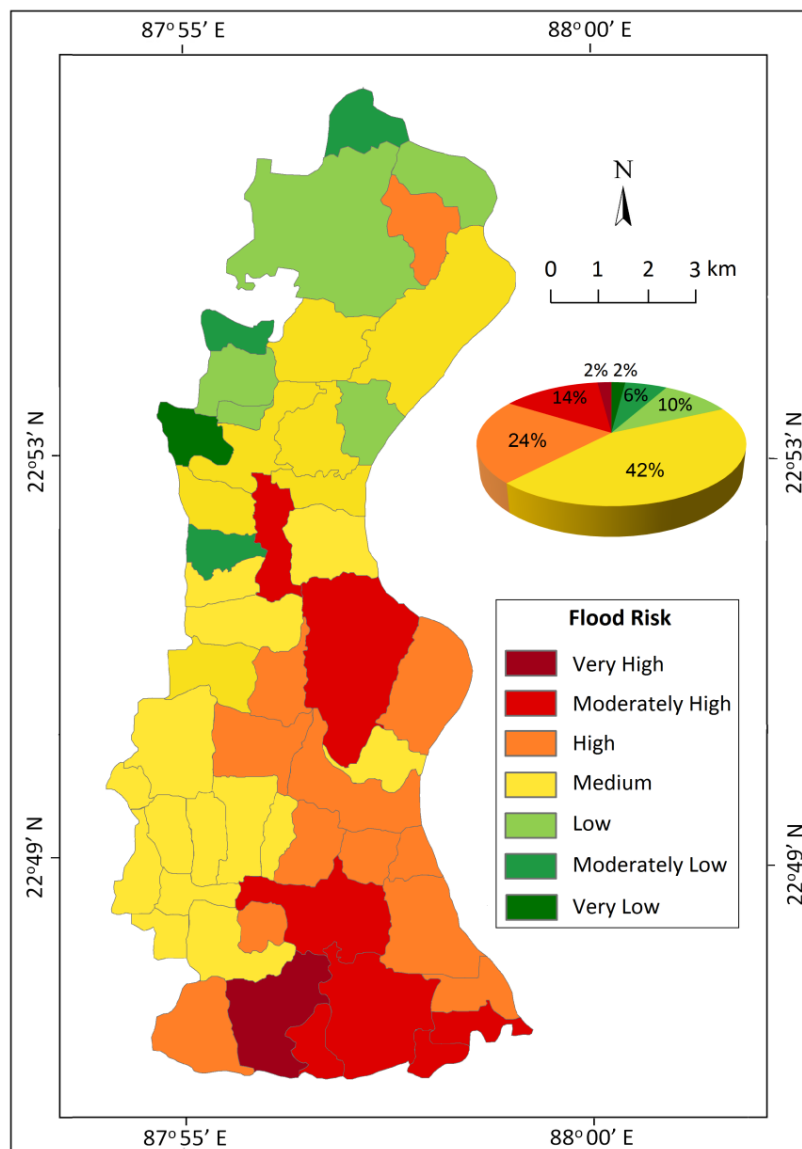 87°55′ E
88°00′ E
N
0 1 2 3 km
2%
2%
14%
6%
10%
24%
42%
22°53′ N
22°53′ N
Flood Risk
Very High
Moderately High
High
Medium
Low
Moderately Low
Very Low
22°49′ N
22°49′ N
87°55′ E
88°00′ E